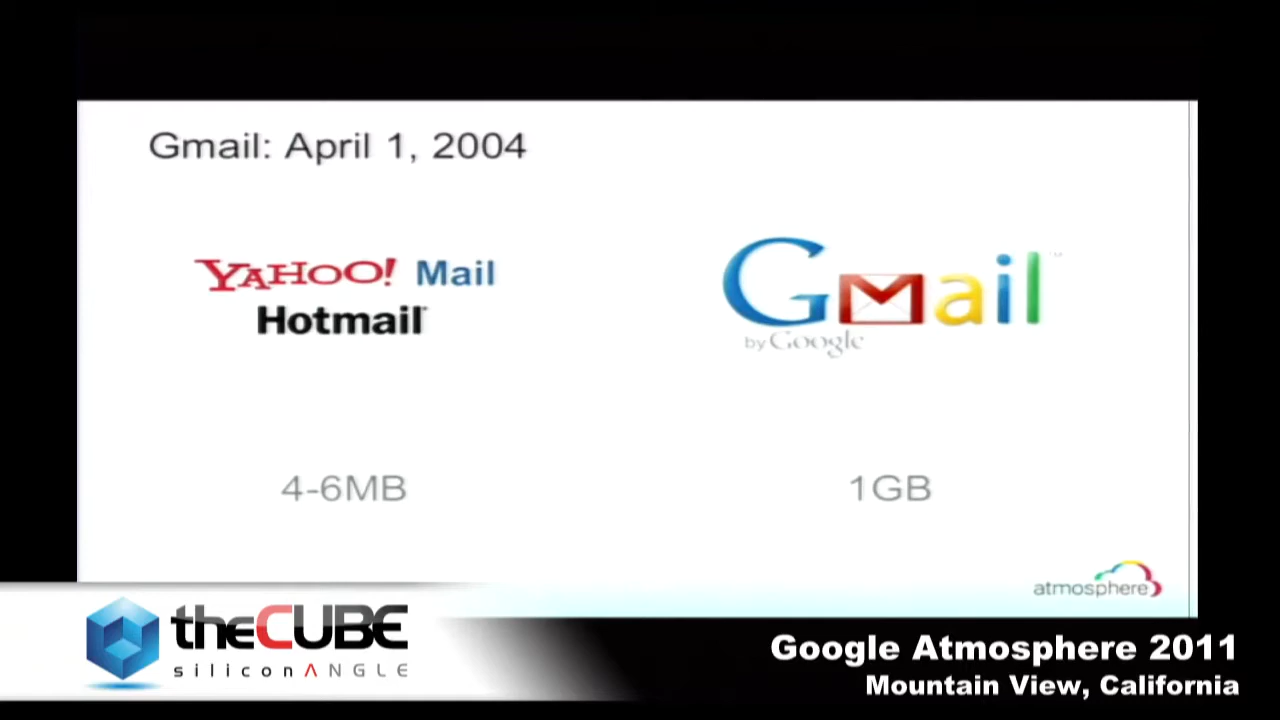 Gmail: April 1, 2004
YAHOO! Mail
Hotmail
Gmail™
by Google
4-6MB
1GB
atmosphere
theCUBE
siliconANGLE
Google Atmosphere 2011
Mountain View, California